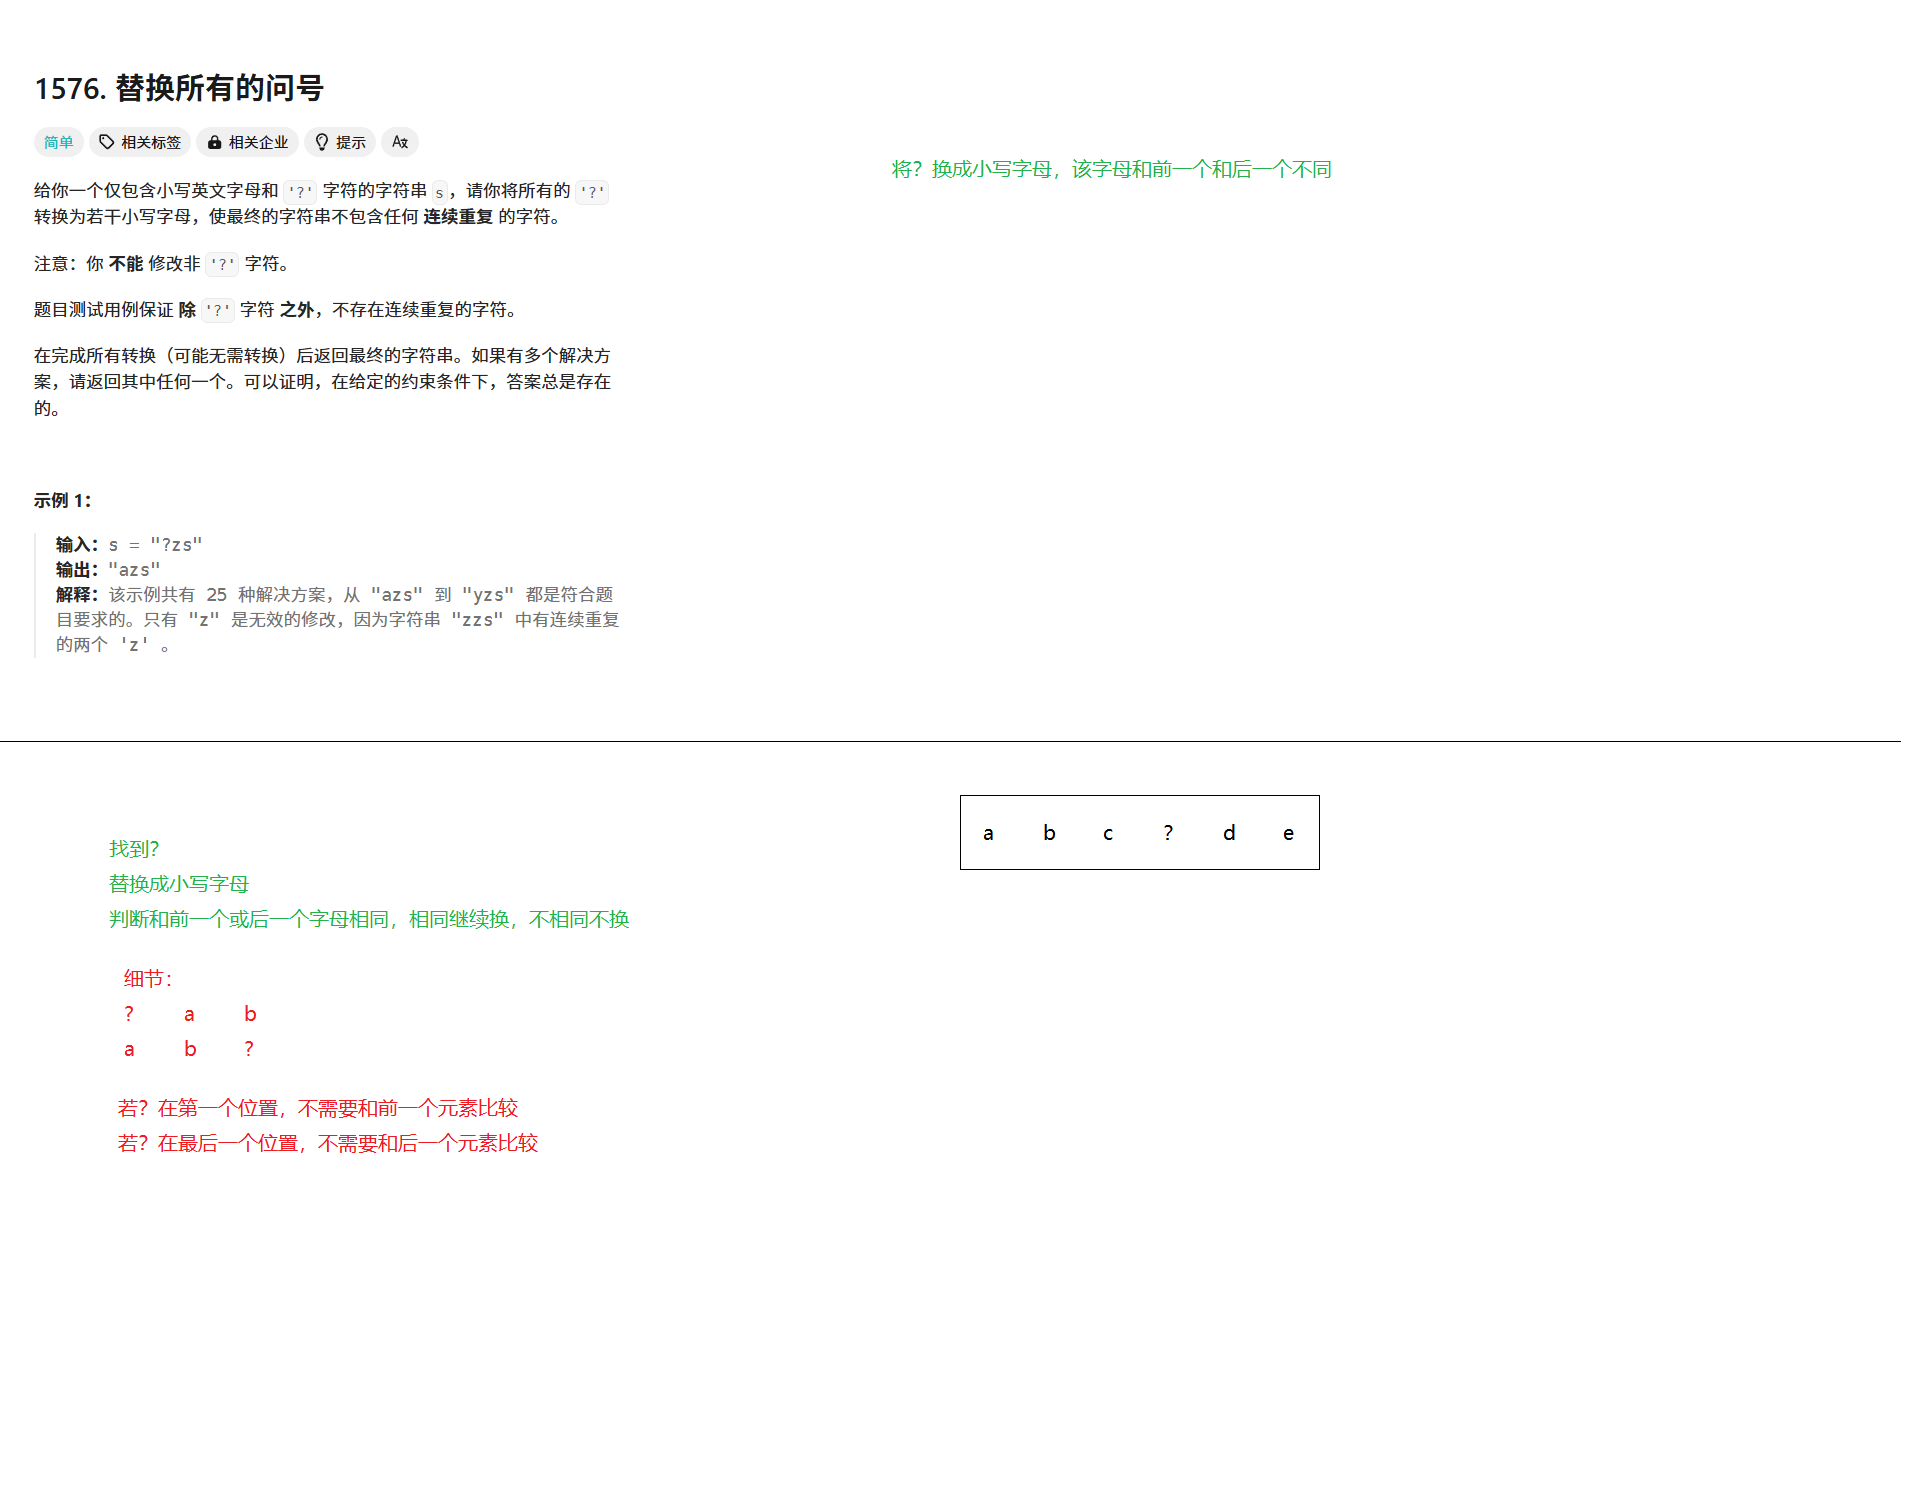 1576. 替换所有的问号
简单 相关标签 相关企业 提示
给你一个仅包含小写英文字母和 '?' 字符的字符串 s，请你将所有的 '?'
转换为若干小写字母，使最终的字符串不包含任何 连续重复 的字符。
注意：你 不能 修改非 '?' 字符。
题目测试用例保证 除 '?' 字符 之外，不存在连续重复的字符。
在完成所有转换（可能无需转换）后返回最终的字符串。如果有多个解决方
案，请返回其中任何一个。可以证明，在给定的约束条件下，答案总是存在
的。
示例 1：
输入：s = "?zs"
输出："azs"
解释：该示例共有 25 种解决方案，从 "azs" 到 "yzs" 都是符合题
目要求的。只有 "z" 是无效的修改，因为字符串 "zzs" 中有连续重复
的两个 'z' 。
将？换成小写字母，该字母和前一个和后一个不同
找到？
替换成小写字母
判断和前一个或后一个字母相同，相同继续换，不相同不换
细节：
? a b
a b ?
若？在第一个位置，不需要和前一个元素比较
若？在最后一个位置，不需要和后一个元素比较
a b c ? d e